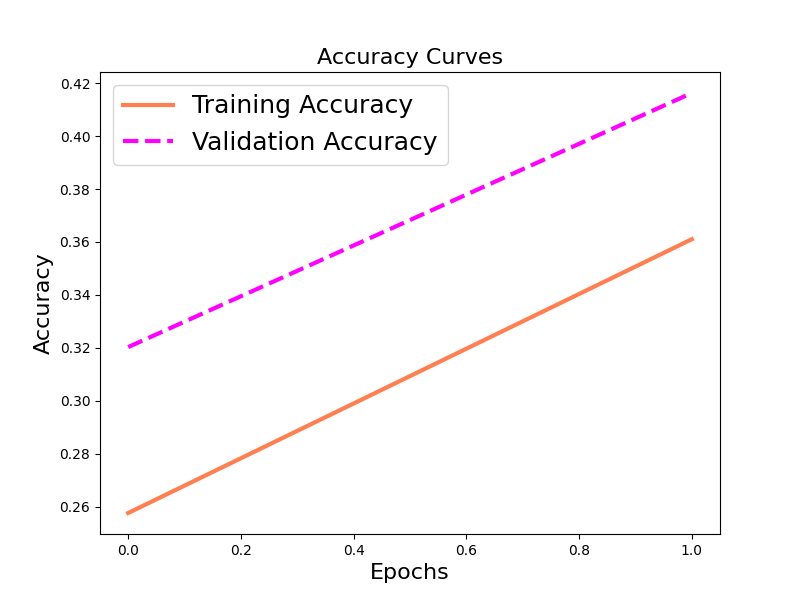 Accuracy Curves
Training Accuracy
Validation Accuracy
Accuracy
0.42
0.40
0.38
0.36
0.34
0.32
0.30
0.28
0.26
0.0 0.2 0.4 0.6 0.8 1.0
Epochs